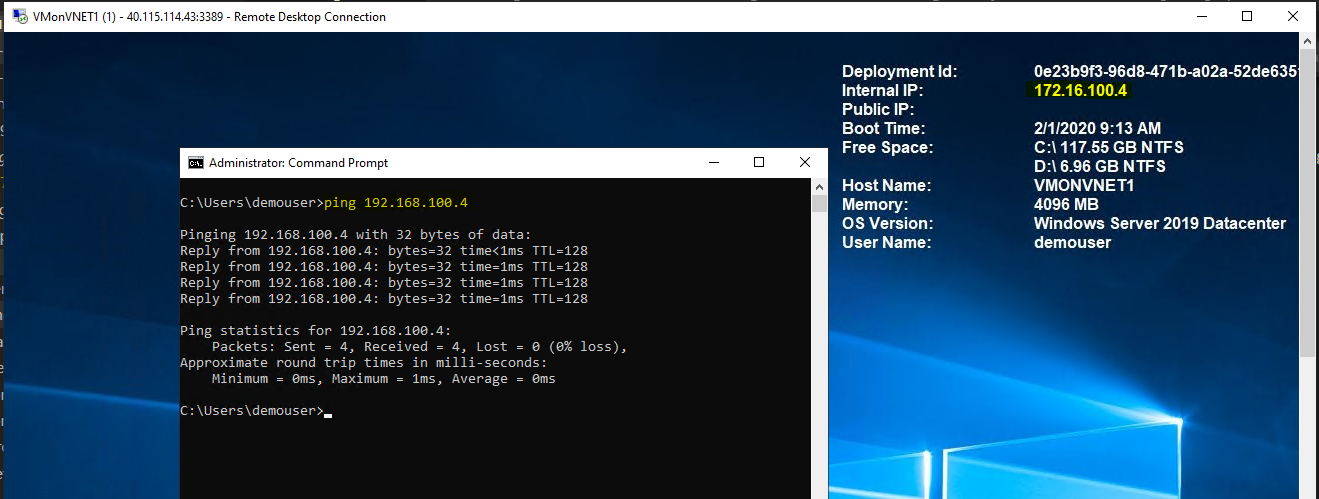 VMonVNET1 (1) - 40.115.114.43:3389 - Remote Desktop Connection
Deployment Id: 0e23b9f3-96d8-471b-a02a-52de635
Internal IP: 172.16.100.4
Public IP:
Boot Time: 2/1/2020 9:13 AM
Free Space: C:\ 117.55 GB NTFS
D:\ 6.96 GB NTFS
Host Name: VMONVNET1
Memory: 4096 MB
OS Version: Windows Server 2019 Datacenter
User Name: demouser
Administrator: Command Prompt
C:\Users\demouser>ping 192.168.100.4
Pinging 192.168.100.4 with 32 bytes of data:
Reply from 192.168.100.4: bytes=32 time<1ms TTL=128
Reply from 192.168.100.4: bytes=32 time=1ms TTL=128
Reply from 192.168.100.4: bytes=32 time=1ms TTL=128
Reply from 192.168.100.4: bytes=32 time=1ms TTL=128
Ping statistics for 192.168.100.4:
Packets: Sent = 4, Received = 4, Lost = 0 (0% loss),
Approximate round trip times in milli-seconds:
Minimum = 0ms, Maximum = 1ms, Average = 0ms
C:\Users\demouser>